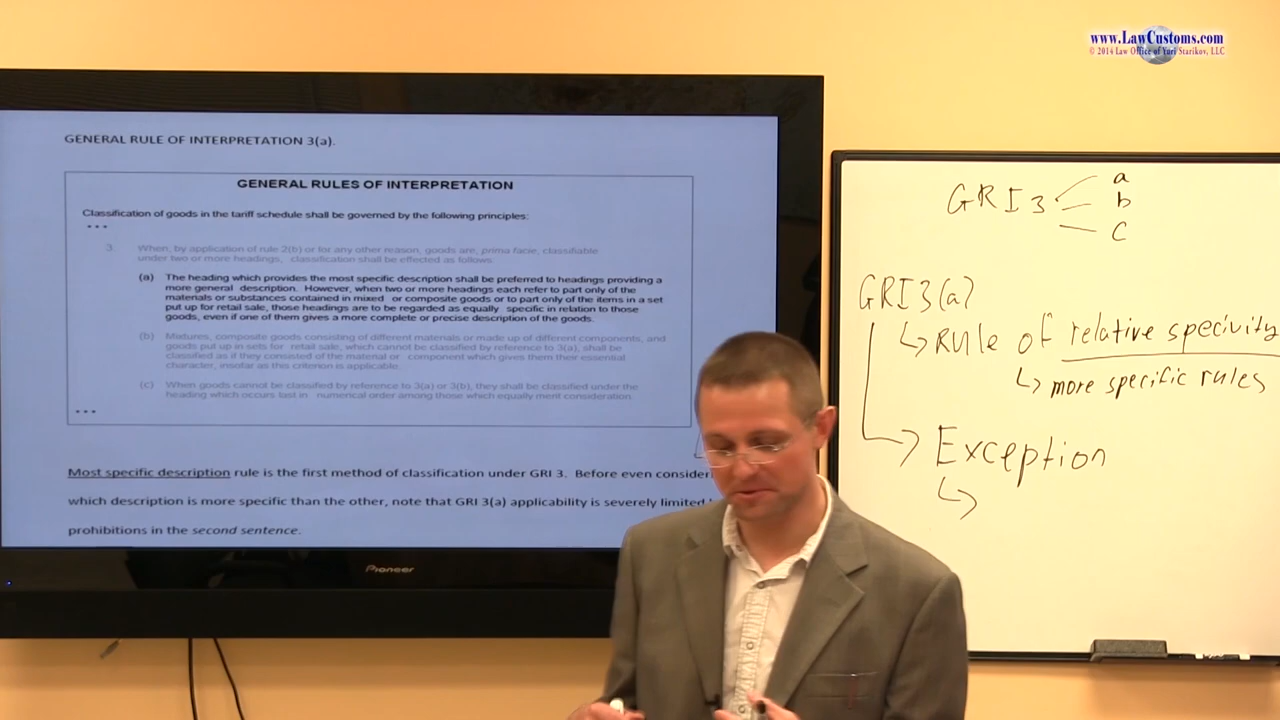 www.LawCustoms.com
© 2014 Law Office of Yuri Starikov, LLC
GENERAL RULE OF INTERPRETATION 3(a).
GENERAL RULES OF INTERPRETATION
Classification of goods in the tariff schedule shall be governed by the following principles:
• • •
3. When, by application of rule 2(b) or for any other reason, goods are, prima facie, classifiable
under two or more headings, classification shall be effected as follows:
(a) The heading which provides the most specific description shall be preferred to headings providing a
more general description. However, when two or more headings each refer to part only of the
materials or substances contained in mixed or composite goods or to part only of the items in a set
put up for retail sale, those headings are to be regarded as equally specific in relation to those
goods, even if one of them gives a more complete or precise description of the goods.
(b) Mixtures, composite goods consisting of different materials or made up of different components, and
goods put up in sets for retail sale, which cannot be classified by reference to 3(a), shall be
classified as if they consisted of the material or component which gives them their essential
character, insofar as this criterion is applicable.
(c) When goods cannot be classified by reference to 3(a) or 3(b), they shall be classified under the
heading which occurs last in numerical order among those which equally merit consideration.
• • •
Most specific description rule is the first method of classification under GRI 3. Before even consider
which description is more specific than the other, note that GRI 3(a) applicability is severely limited
prohibitions in the second sentence.
Pioneer
GRI 3
a
b
c
GRI 3(a)
Rule of relative specivity
more specific rules
Exception